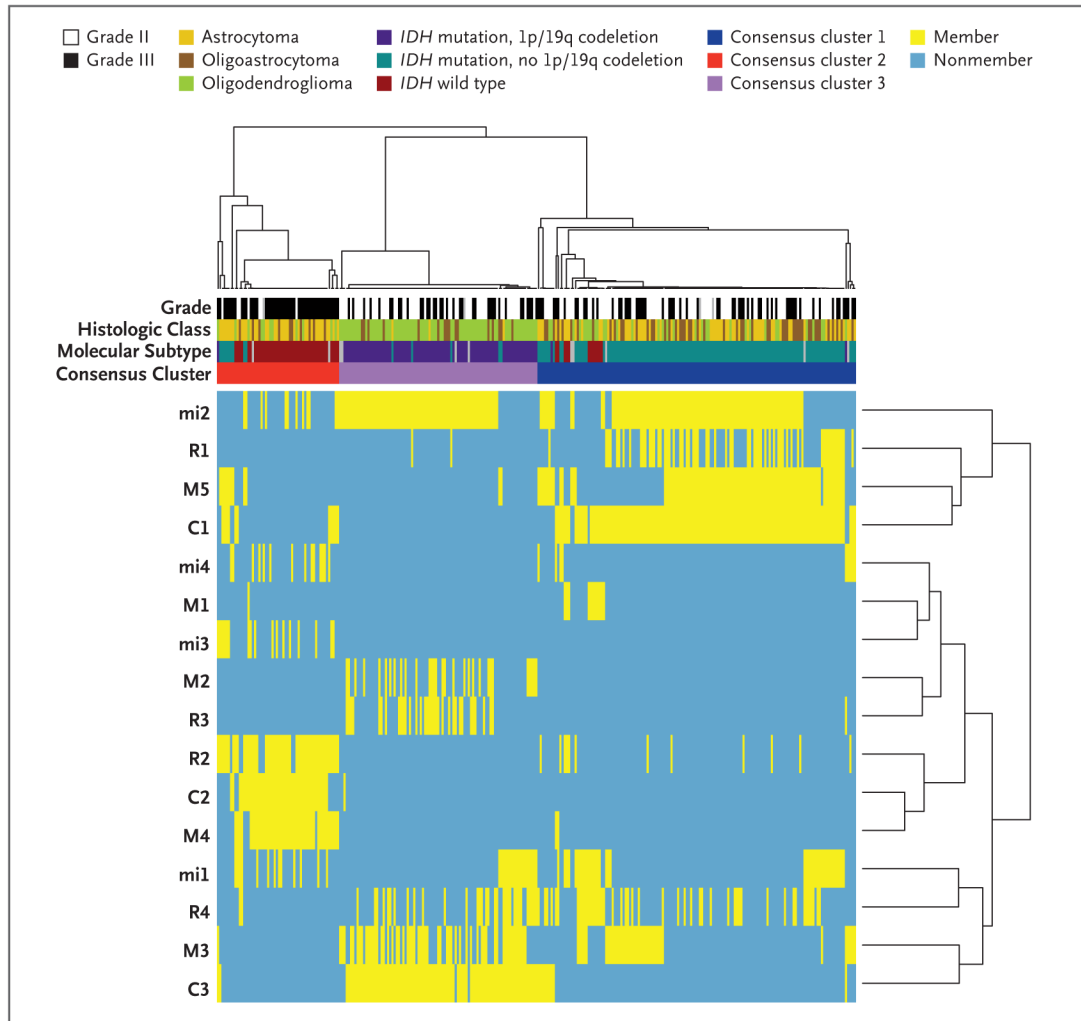 Grade II
Grade III
Astrocytoma
Oligoastrocytoma
Oligodendroglioma
IDH mutation, 1p/19q codeletion
IDH mutation, no 1p/19q codeletion
IDH wild type
Consensus cluster 1
Consensus cluster 2
Consensus cluster 3
Member
Nonmember
Grade
Histologic Class
Molecular Subtype
Consensus Cluster
mi2
R1
M5
C1
mi4
M1
mi3
M2
R3
R2
C2
M4
mi1
R4
M3
C3